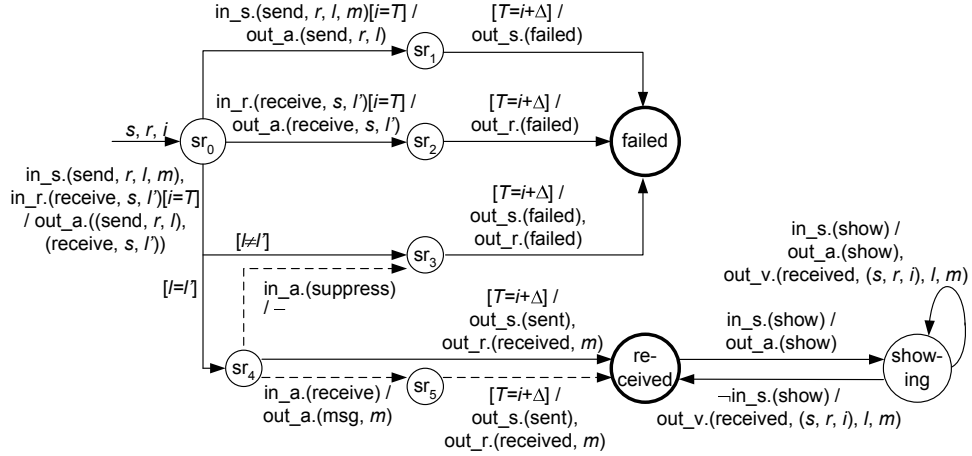 in_s.(send, r, l, m)[i=T] /
out_a.(send, r, l)
sr1
[T=i+Δ] /
out_s.(failed)
in_r.(receive, s, l')[i=T] /
out_a.(receive, s, l')
sr2
[T=i+Δ] /
out_r.(failed)
failed
s, r, i
sr0
in_s.(send, r, l, m),
in_r.(receive, s, l')[i=T]
/ out_a.((send, r, l),
(receive, s, l'))
[l≠l']
sr3
[T=i+Δ] /
out_s.(failed),
out_r.(failed)
in_a.(suppress)
/ –
[l=l']
sr4
[T=i+Δ] /
out_s.(sent),
out_r.(received, m)
in_a.(receive) /
out_a.(msg, m)
sr5
[T=i+Δ] /
out_s.(sent),
out_r.(received, m)
re-
ceived
in_s.(show) /
out_a.(show)
¬in_s.(show) /
out_v.(received, (s, r, i), l, m)
in_s.(show) /
out_a.(show),
out_v.(received, (s, r, i), l, m)
show-
ing